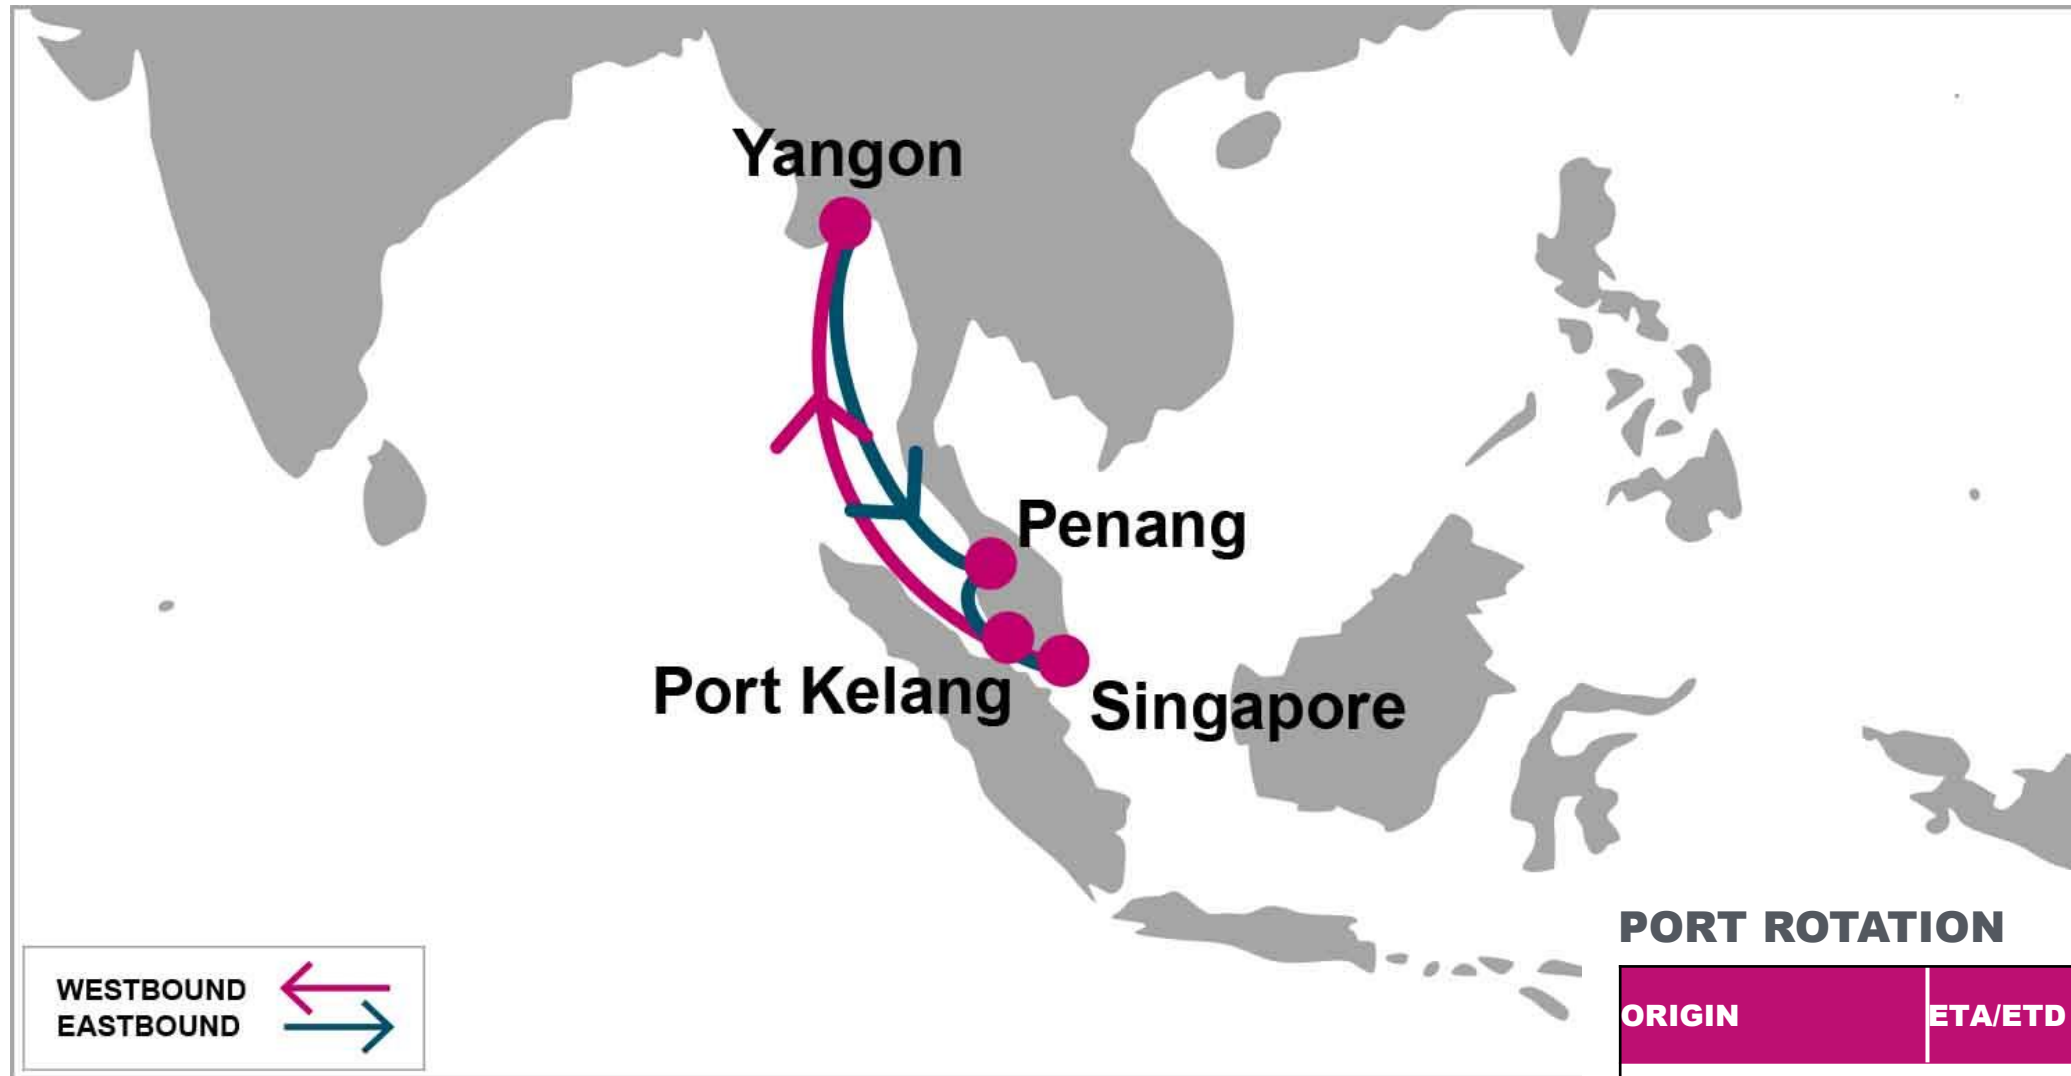 Yangon
Penang
Port Kelang
Singapore
WESTBOUND
EASTBOUND
PORT ROTATION
ORIGIN ETA/ETD